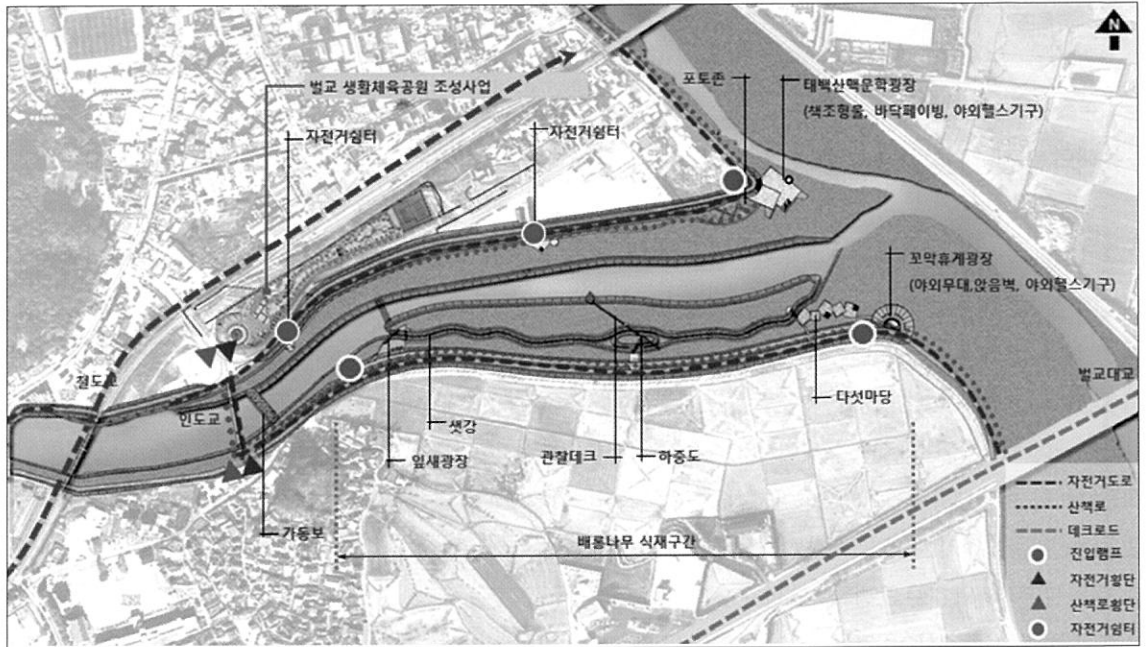 N
포토존
태백산맥문학광장
(책조형물, 바닥페이빙, 야외헬스기구)
벌교 생활체육공원 조성사업
자전거쉼터
자전거쉼터
꼬막휴게광장
(야외무대,앉음벽, 야외헬스기구)
철도교
인도교
벌교대교
다섯마당
샛강
잎새광장
관찰데크
하중도
가동보
배롱나무 식재구간
자전거도로
산책로
데크로드
진입램프
자전거횡단
산책로횡단
자전거쉼터